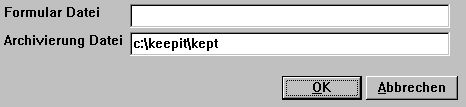 Formular Datei
Archivierung Datei c:\keepit\kept
OK Abbrechen